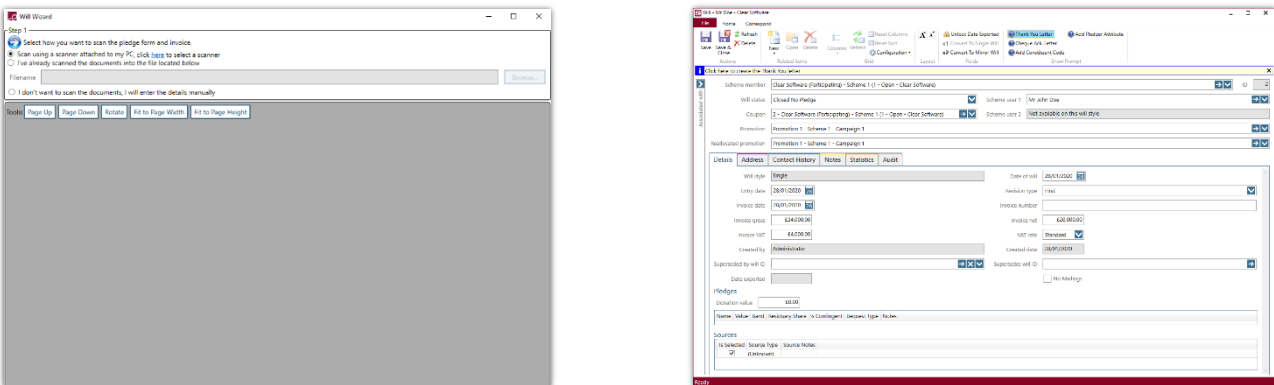 Will Wizard
Step 1
Select how you want to scan the pledge form and invoice.
Scan using a scanner attached to my PC, click here to select a scanner
I've already scanned the documents into the file located below
Filename
Browse...
I don't want to scan the documents, I will enter the details manually
Tools Page Up Page Down Rotate Fit to Page Width Fit to Page Height
Will - Mr Doe - Clear Software
File Home Correspond
Save Save & Close Refresh Delete New Open Delete Columns Refresh Reset Columns Reset Sort Configuration Unlock Date Exported Convert To Single Will Convert To Mirror Will Thank You Letter Cheque Ack. Letter Add Constituent Code Add Pledger Attribute
Actions Related Items Grid Layout Fields Show Prompt
Click here to create the Thank You letter
Associated with
Scheme member Clear Software (Participating) - Scheme 1 (1 - Open - Clear Software) ID 2
Will status Closed No Pledge Scheme user 1 Mr John Doe
Coupon 2 - Clear Software (Participating) - Scheme 1 (1 - Open - Clear Software) Scheme user 2 Not available on this will style
Promotion Promotion 1 - Scheme 1 - Campaign 1
Reallocated promotion Promotion 1 - Scheme 1 - Campaign 1
Details Address Contact History Notes Statistics Audit
Will style Single Date of will 28/01/2020
Entry date 28/01/2020 Revision type First
Invoice date 28/01/2020 Invoice number
Invoice gross £24,000.00 Invoice net £20,000.00
Invoice VAT £4,000.00 VAT rate Standard
Created by Administrator Created date 28/01/2020
Superseded by will ID Supersedes will ID
Date exported No Mailings
Pledges
Donation value £0.00
Name Value Band Residuary Share Is Contingent Bequest Type Notes
Sources
Is Selected Source Type Source Notes
(Unknown)
Ready